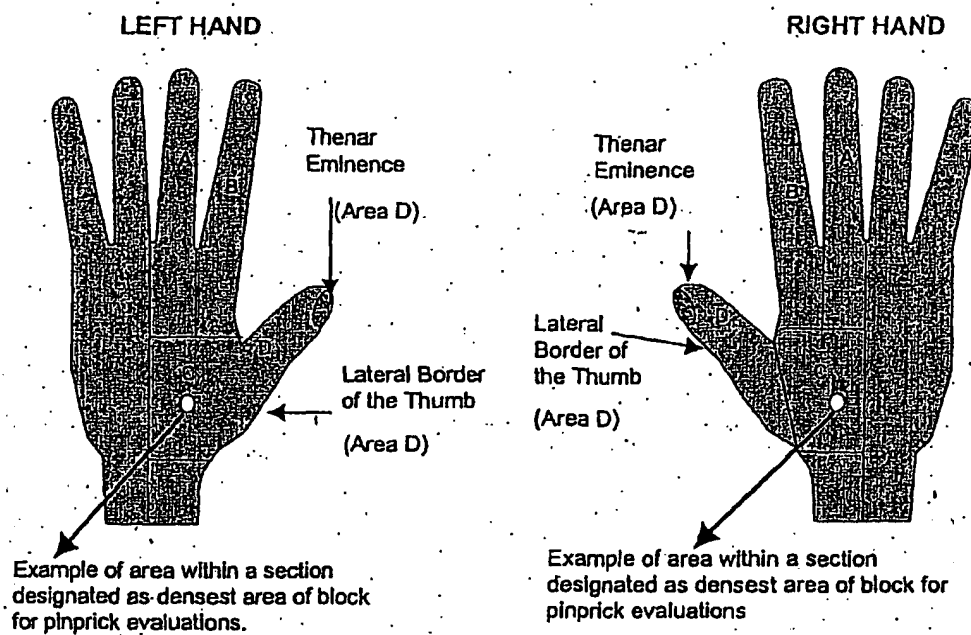 LEFT HAND
RIGHT HAND
Thenar
Eminence
(Area D)
A
B
D
C
Lateral Border
of the Thumb
(Area D)
Example of area within a section
designated as densest area of block
for pinprick evaluations.
Thenar
Eminence
(Area D)
A
B
D
C
Lateral
Border of
the Thumb
(Area D)
Example of area within a section
designated as densest area of block for
pinprick evaluations